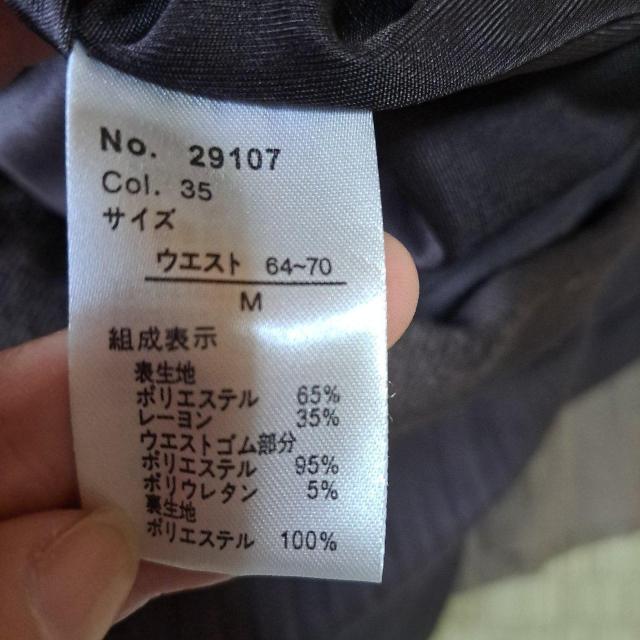 No. 29107
Col. 35
サイズ
ウエスト 64~70
M
組成表示
表生地
ポリエステル 65%
レーヨン 35%
ウエストゴム部分
ポリエステル 95%
ポリウレタン 5%
裏生地
ポリエステル 100%